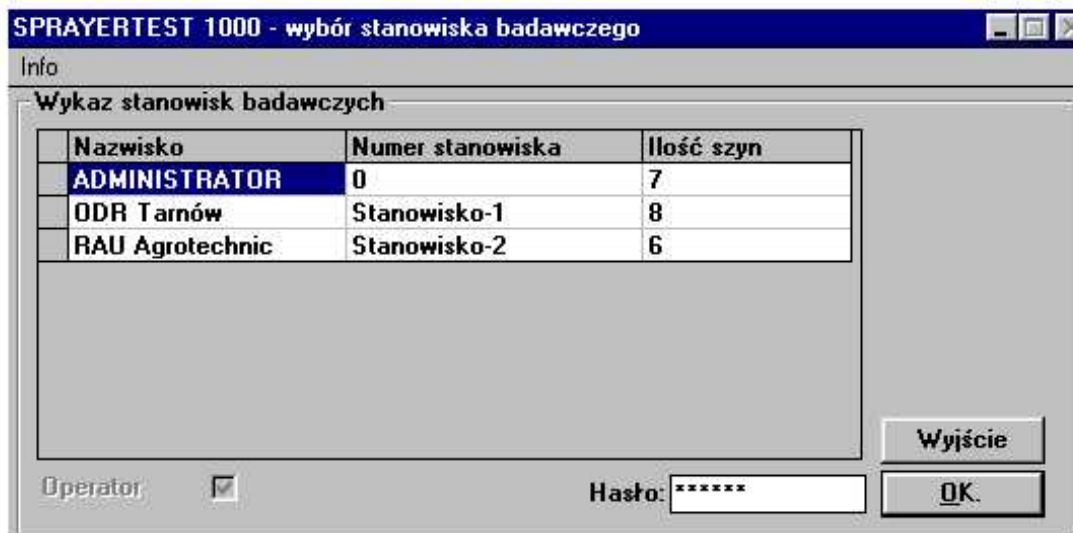 SPRAYERTEST 1000 - wybór stanowiska badawczego
Info
Wykaz stanowisk badawczych
Nazwisko Numer stanowiska Ilość szyn
ADMINISTRATOR 0 7
ODR Tarnów Stanowisko-1 8
RAU Agrotechnic Stanowisko-2 6
Wyjście
Operator Hasło: ****** OK.